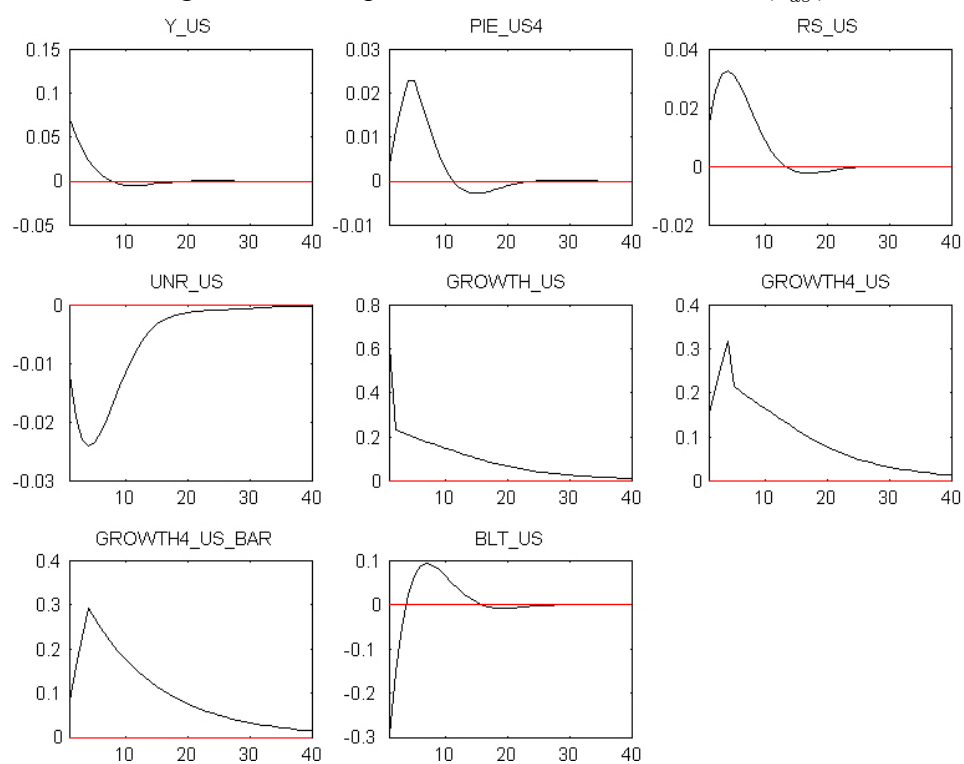 Y_US PIE_US4 RS_US
0.15 0.03 0.04
0.1 0.02 0.02
0.05 0.01
0 0 0
-0.05 -0.01 -0.02
10 20 30 40 10 20 30 40 10 20 30 40
UNR_US GROWTH_US GROWTH4_US
0 0.8 0.4
-0.01 0.6 0.3
0.4 0.2
-0.02 0.2 0.1
-0.03 0 0
10 20 30 40 10 20 30 40 10 20 30 40
GROWTH4_US_BAR BLT_US
0.4 0.1
0.3 0
0.2 -0.1
0.1 -0.2
0 -0.3
10 20 30 40 10 20 30 40